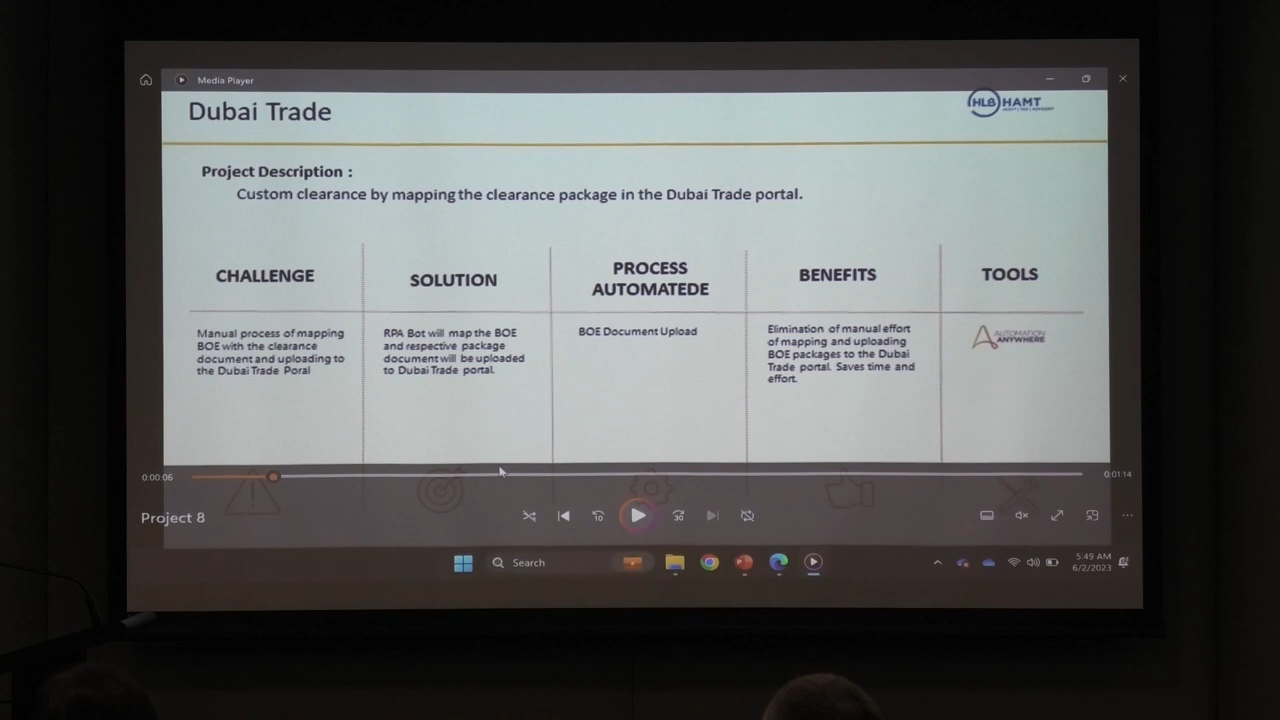 Media Player
Dubai Trade
HLB HAMT
Project Description :
Custom clearance by mapping the clearance package in the Dubai Trade portal.
CHALLENGE
SOLUTION
PROCESS
AUTOMATEDE
BENEFITS
TOOLS
Manual process of mapping
BOE with the clearance
document and uploading to
the Dubai Trade Poral
RPA Bot will map the BOE
and respective package
document will be uploaded
to Dubai Trade portal.
BOE Document Upload
Elimination of manual effort
of mapping and uploading
BOE packages to the Dubai
Trade portal. Saves time and
effort.
AUTOMATION
ANYWHERE
0:00:06
0:01:14
Project 8
10
30
Search
5:49 AM
6/2/2023